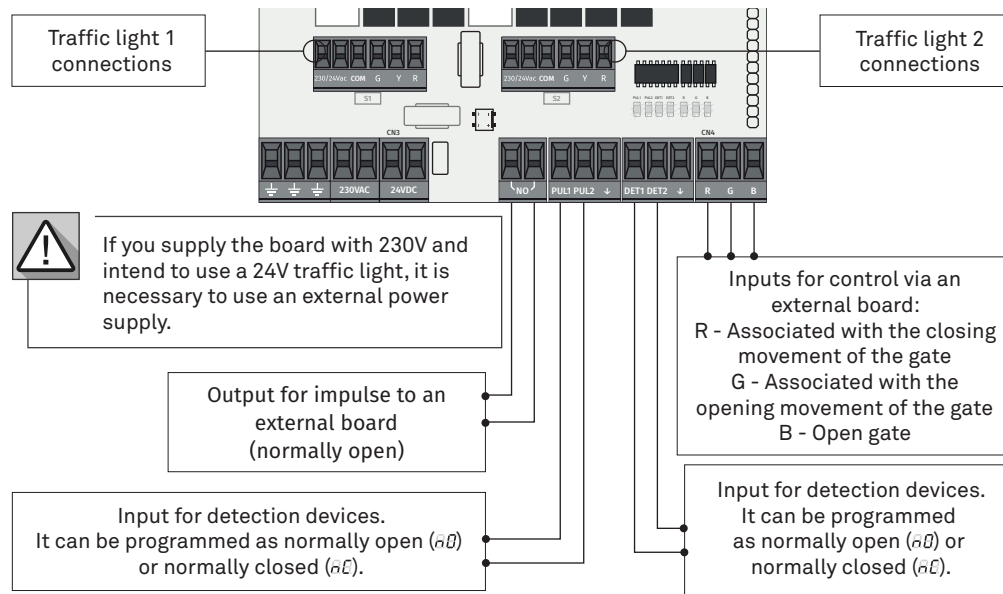 Traffic light 1
connections
Traffic light 2
connections
230/24Vac COM G Y R
S1
230/24Vac COM G Y R
S2
PUL1 PUL2 DET1 DET2 R G B
CN3
CN4
230VAC 24VDC
NO PUL1 PUL2 ↓ DET1 DET2 ↓ R G B
If you supply the board with 230V and
intend to use a 24V traffic light, it is
necessary to use an external power
supply.
Inputs for control via an
external board:
R - Associated with the closing
movement of the gate
G - Associated with the
opening movement of the gate
B - Open gate
Output for impulse to an
external board
(normally open)
Input for detection devices.
It can be programmed as normally open (nO)
or normally closed (nC).
Input for detection devices.
It can be programmed
as normally open (nO) or
normally closed (nC).